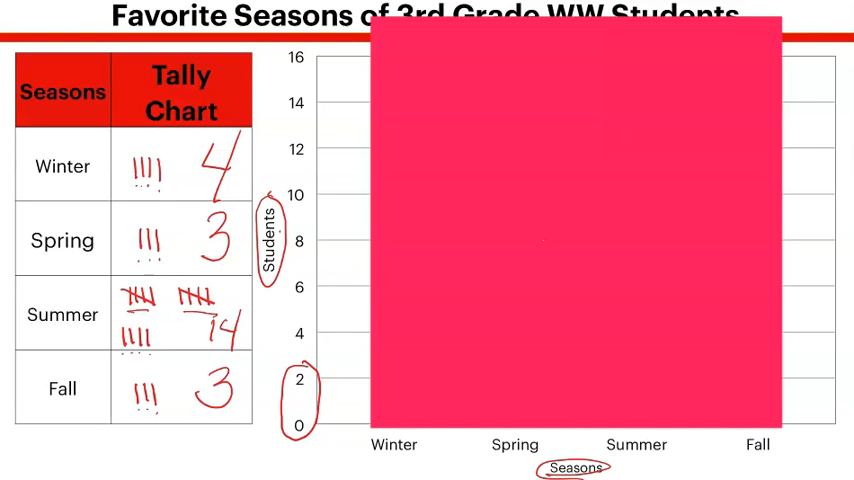 Favorite Seasons of 3rd Grade WW Students
Seasons
Tally
Chart
Winter
4
Spring
3
Summer
14
Fall
3
Students
16
14
12
10
8
6
4
2
0
Winter Spring Summer Fall
Seasons